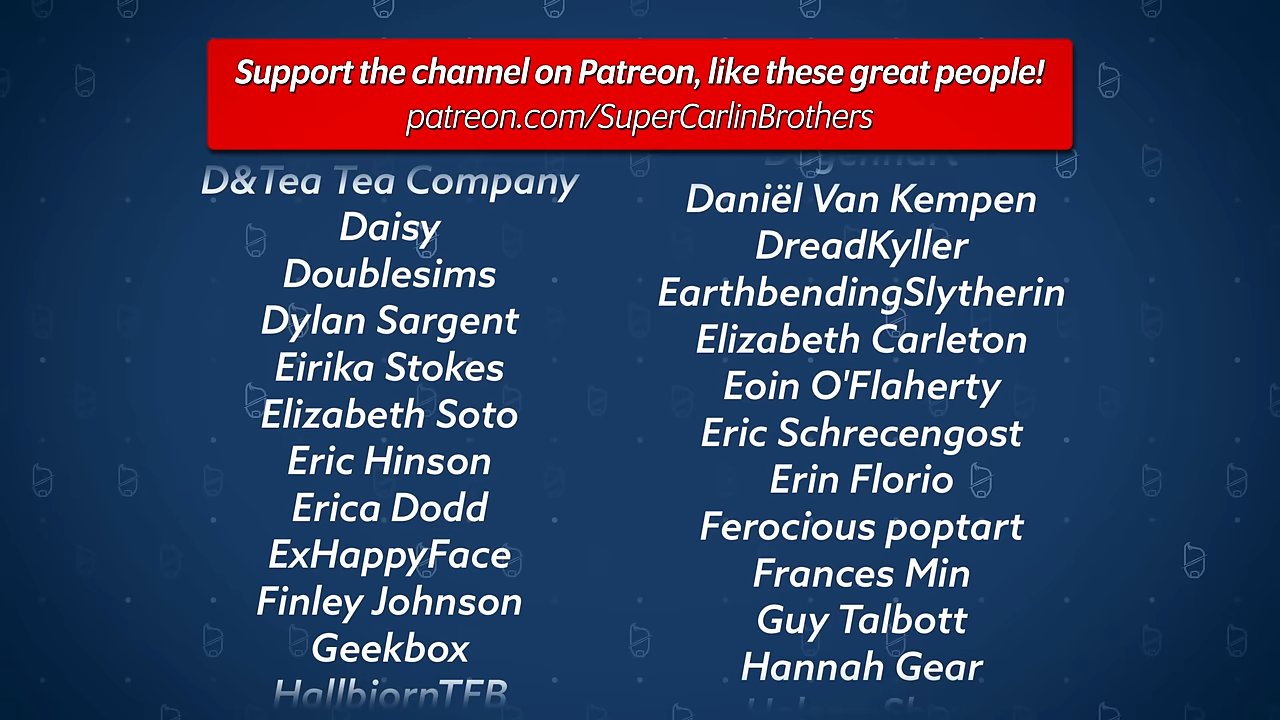 Support the channel on Patreon, like these great people!
patreon.com/SuperCarlinBrothers
D&Tea Tea Company
Daisy
Doublesims
Dylan Sargent
Eirika Stokes
Elizabeth Soto
Eric Hinson
Erica Dodd
ExHappyFace
Finley Johnson
Geekbox
HallbjornTFB
Daniël Van Kempen
DreadKyller
EarthbendingSlytherin
Elizabeth Carleton
Eoin O'Flaherty
Eric Schrecengost
Erin Florio
Ferocious poptart
Frances Min
Guy Talbott
Hannah Gear